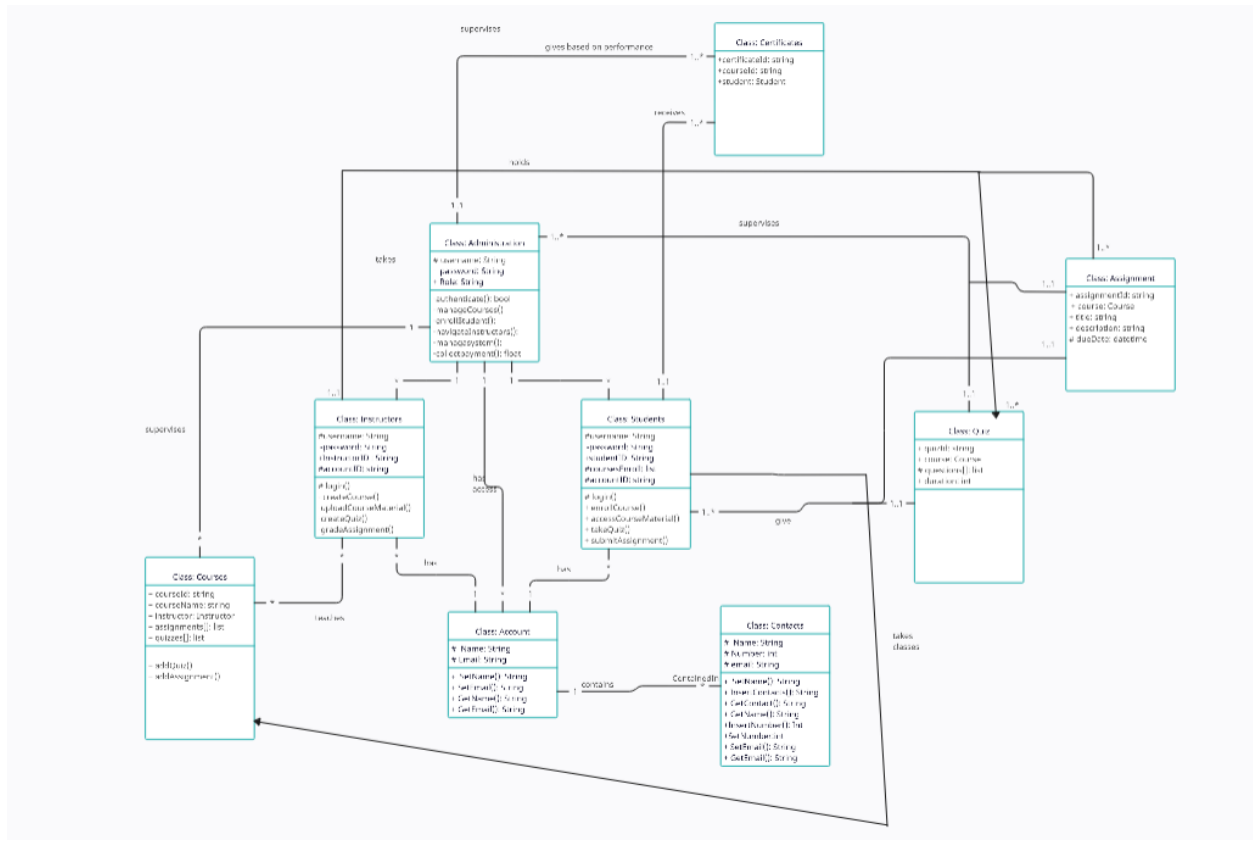 supervises
gives based on performance
1..*
Class: Certificates
+certificateId: string
+courseId: string
+student: Student
receives
1..*
holds
1..1
supervises
1..*
takes
Class: Administration
# username: String
password: String
+ Role: String
authenticate(): bool
manageCourses()
enrollStudent():
-navigateInstructors():
-managesystem():
-collectpayment(): float
1..*
Class: Assignment
+ assignmentId: string
+ course: Course
+ title: string
+ description: string
# dueDate: datetime
1..1
1..1
1
1
1
1
*
*
1..1
1..1
1..1
1..*
supervises
Class: Instructors
#username: String
+password: String
+InstructorID: String
#accountID: string
# login()
createCourse()
uploadCourseMaterial()
createQuiz()
gradeAssignment()
has
access
Class: Students
#username: String
+password: String
+studentID: String
#coursesEnroll: list
#accountID: string
# login()
+ enrollCourse()
+ accessCourseMaterial()
+ takeQuiz()
+ submitAssignment()
1..*
give
1..1
Class: Quiz
+ quizId: string
+ course: Course
# questions[]: list
+ duration: int
*
*
*
*
has
has
Class: Courses
− courseId: string
− courseName: string
− instructor: Instructor
− assignments[]: list
− quizzes[]: list
− addQuiz()
− addAssignment()
*
teaches
1
*
1
Class: Account
# Name: String
# Email: String
+ SetName(): String
+ SetEmail(): String
+ GetName(): String
+ GetEmail(): String
1
contains
ContainedIn
*
Class: Contacts
# Name: String
# Number: Int
# email: String
+ SetName(): String
+ InsertContacts(): String
+ GetContact(): String
+ GetName(): String
+InsertNumber(): Int
+SetNumber:int
+ SetEmail(): String
+ GetEmail(): String
takes
classes